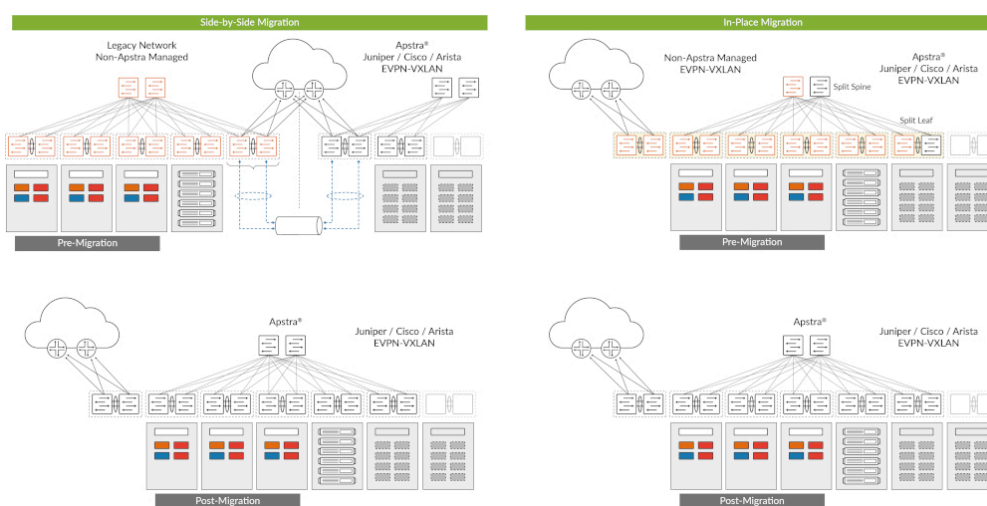 Side-by-Side Migration
Legacy Network
Non-Apstra Managed
Apstra®
Juniper / Cisco / Arista
EVPN-VXLAN
Pre-Migration
In-Place Migration
Non-Apstra Managed
EVPN-VXLAN
Apstra®
Juniper / Cisco / Arista
EVPN-VXLAN
Split Spine
Split Leaf
Pre-Migration
Apstra®
Juniper / Cisco / Arista
EVPN-VXLAN
Post-Migration
Apstra®
Juniper / Cisco / Arista
EVPN-VXLAN
Post-Migration